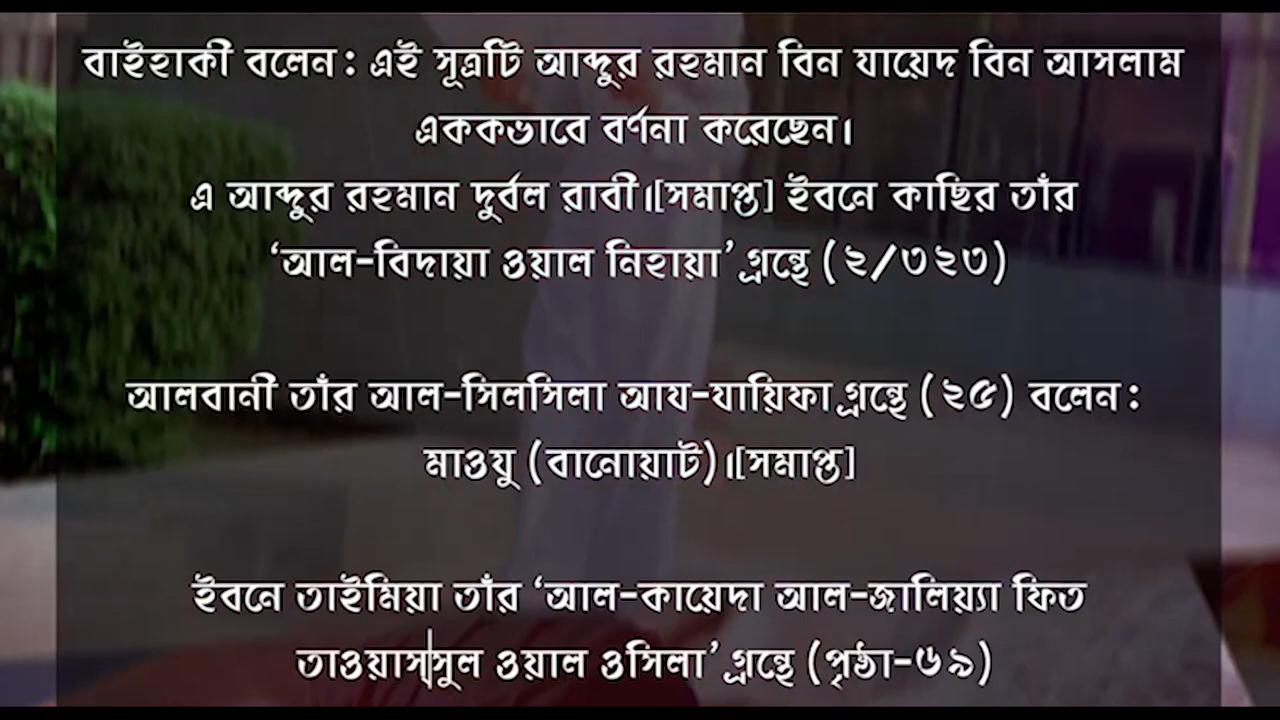 বাইহাকী বলেন: এই সূত্রটি আব্দুর রহমান বিন যায়েদ বিন আসলাম
এককভাবে বর্ণনা করেছেন।
এ আব্দুর রহমান দুর্বল রাবী।[সমাপ্ত] ইবনে কাছির তাঁর
‘আল-বিদায়া ওয়াল নিহায়া’ গ্রন্থে (২/৩২৩)
আলবানী তাঁর আল-সিলসিলা আয-যায়িফা গ্রন্থে (২৫) বলেন:
মাওযু (বানোয়াট)।[সমাপ্ত]
ইবনে তাইমিয়া তাঁর ‘আল-কায়েদা আল-জালিয়্যা ফিত
তাওয়াসসুল ওয়াল ওসিলা’ গ্রন্থে (পৃষ্ঠা-৬৯)